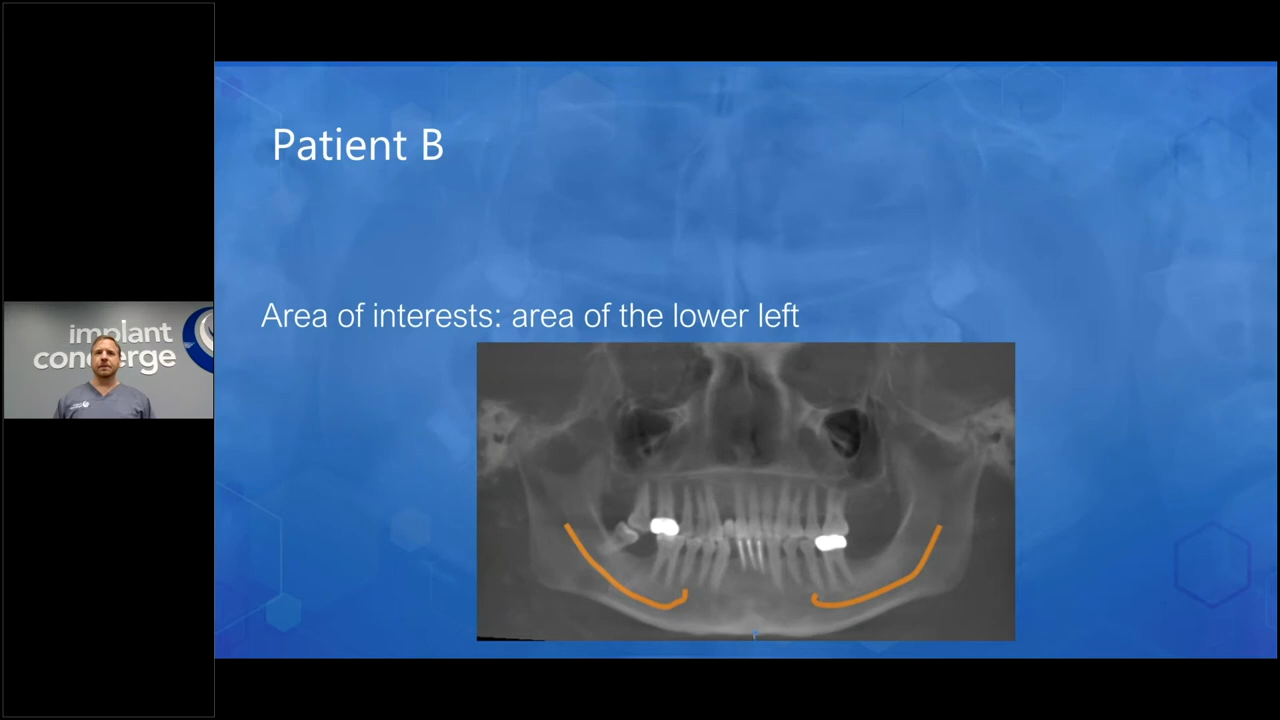 Patient B
Area of interests: area of the lower left
implant
concierge